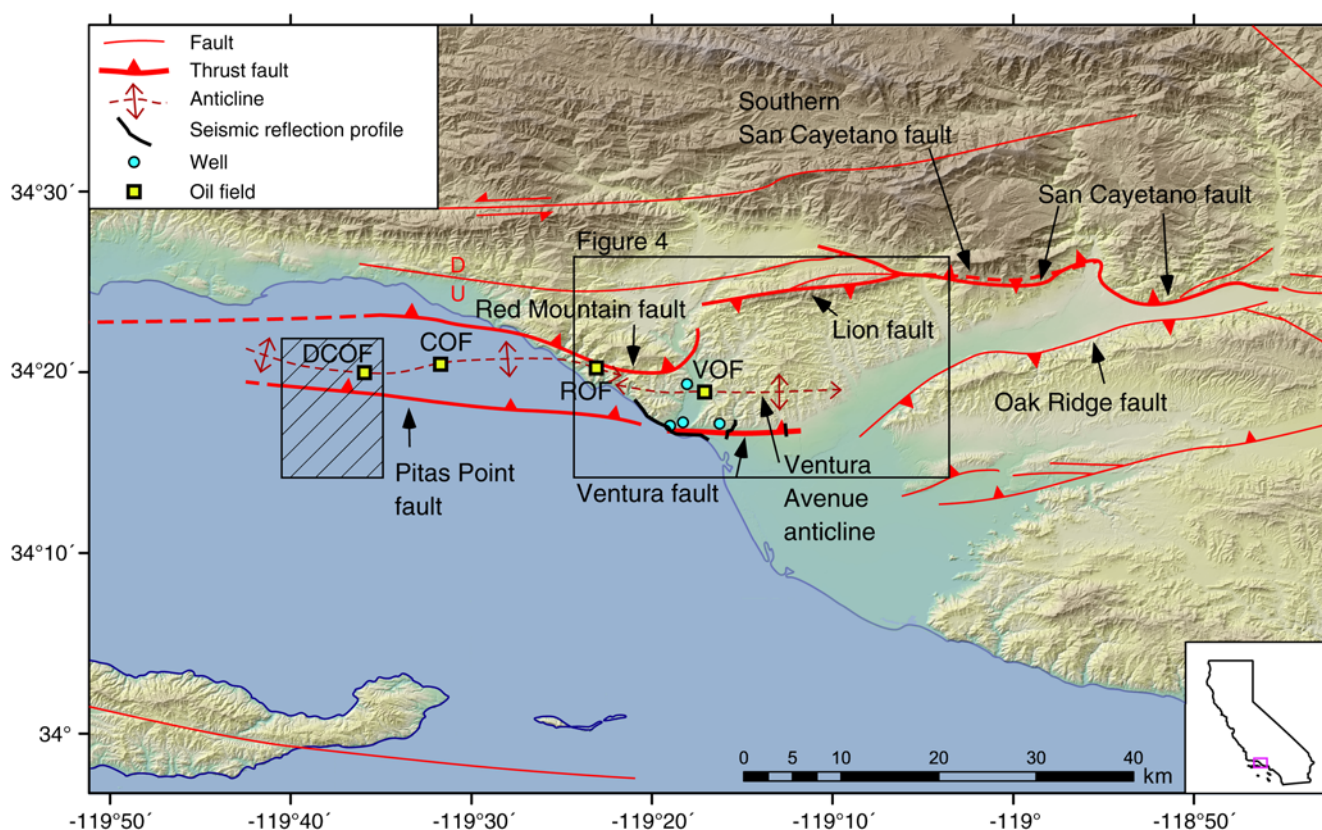 Fault
Thrust fault
Anticline
Seismic reflection profile
Well
Oil field
Southern
San Cayetano fault
San Cayetano fault
Figure 4
D
U
Red Mountain fault
Lion fault
DCOF
COF
ROF
VOF
Oak Ridge fault
Pitas Point
fault
Ventura fault
Ventura
Avenue
anticline
34°30´
34°20´
34°10´
34°
0
5
10
20
30
40
km
-119°50´
-119°40´
-119°30´
-119°20´
-119°10´
-119°
-118°50´